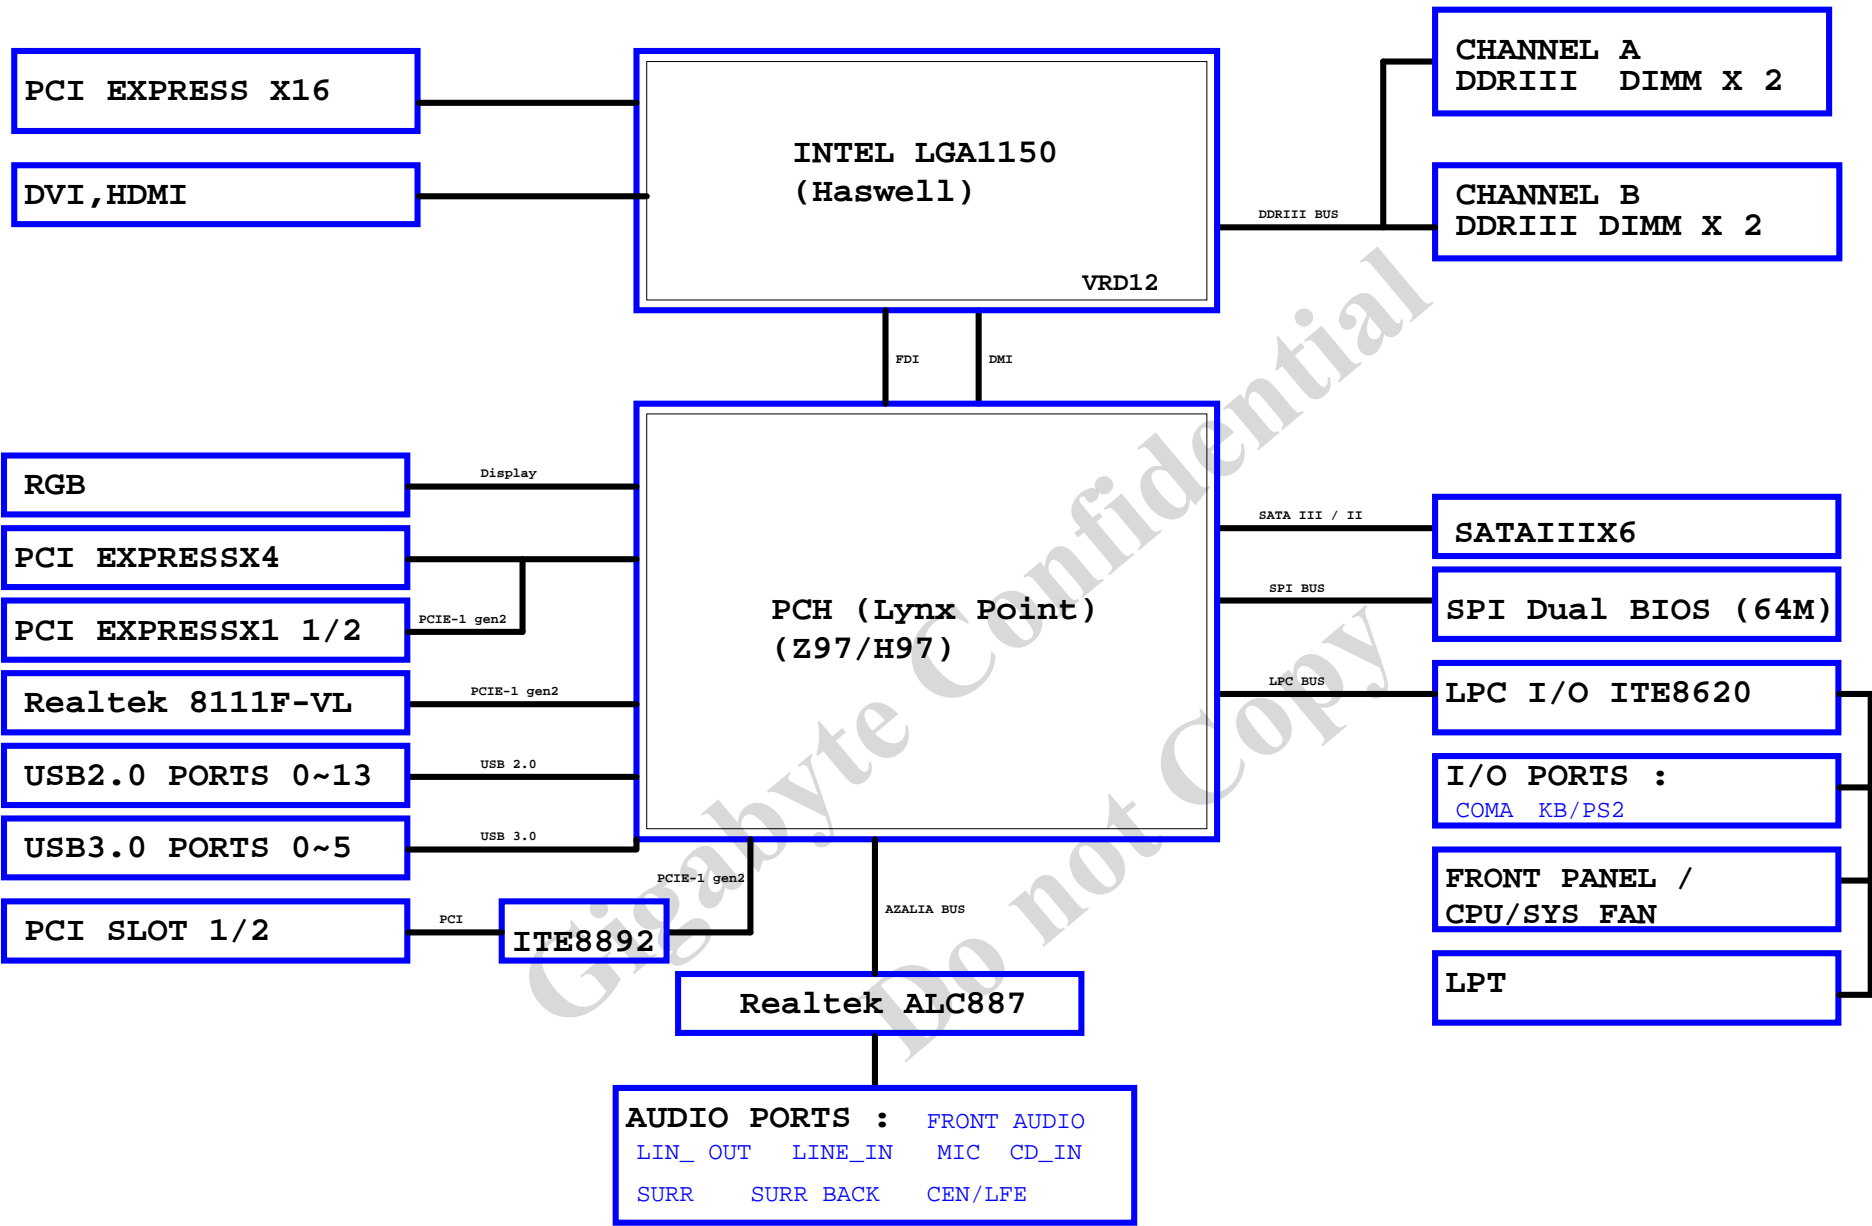 PCI EXPRESS X16
DVI,HDMI
INTEL LGA1150
(Haswell)
VRD12
DDRIII BUS
CHANNEL A
DDRIII DIMM X 2
CHANNEL B
DDRIII DIMM X 2
FDI
DMI
RGB
Display
PCI EXPRESSX4
PCI EXPRESSX1 1/2
PCIE-1 gen2
Realtek 8111F-VL
PCIE-1 gen2
USB2.0 PORTS 0~13
USB 2.0
USB3.0 PORTS 0~5
USB 3.0
PCI SLOT 1/2
PCI
ITE8892
PCIE-1 gen2
PCH (Lynx Point)
(Z97/H97)
SATA III / II
SATAIIIX6
SPI BUS
SPI Dual BIOS (64M)
LPC BUS
LPC I/O ITE8620
I/O PORTS :
COMA KB/PS2
FRONT PANEL /
CPU/SYS FAN
LPT
AZALIA BUS
Realtek ALC887
AUDIO PORTS : FRONT AUDIO
LIN_ OUT LINE_IN MIC CD_IN
SURR SURR BACK CEN/LFE
Gigabyte Confidential
Do not Copy